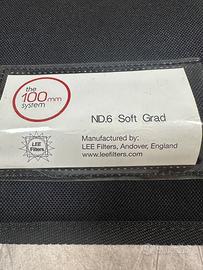 the
100mm
system
ND.6 Soft Grad
LEE
Filters
Manufactured by:
LEE Filters, Andover, England
www.leefilters.com